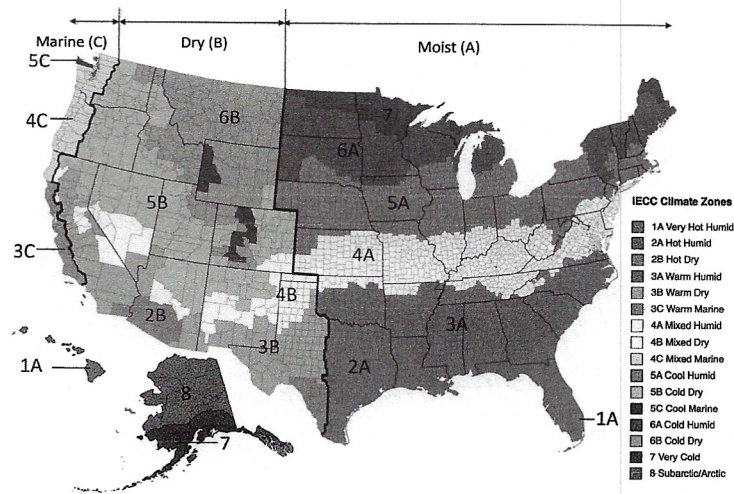 Marine (C)
Dry (B)
Moist (A)
5C
4C
3C
6B
5B
4B
2B
3B
7
6A
5A
4A
3A
2A
1A
1A
8
7
IECC Climate Zones
1A Very Hot Humid
2A Hot Humid
2B Hot Dry
3A Warm Humid
3B Warm Dry
3C Warm Marine
4A Mixed Humid
4B Mixed Dry
4C Mixed Marine
5A Cool Humid
5B Cold Dry
5C Cool Marine
6A Cold Humid
6B Cold Dry
7 Very Cold
8 Subarctic/Arctic